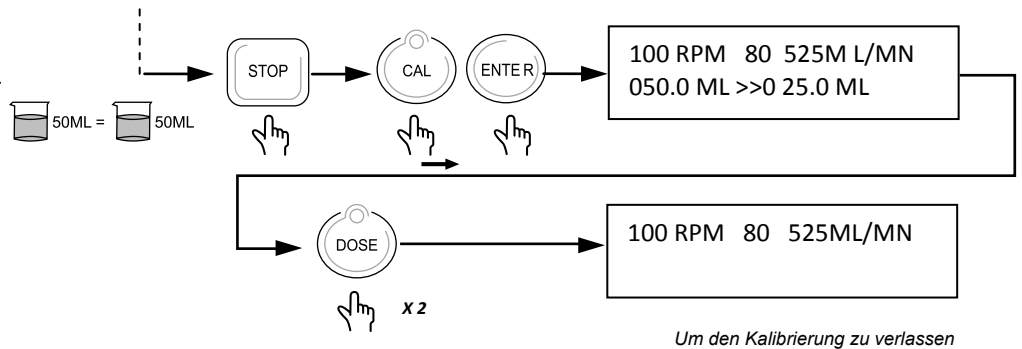 STOP
CAL
ENTE R
100 RPM 80 525M L/MN
050.0 ML >>0 25.0 ML
50ML = 50ML
DOSE
X 2
100 RPM 80 525ML/MN
Um den Kalibrierung zu verlassen